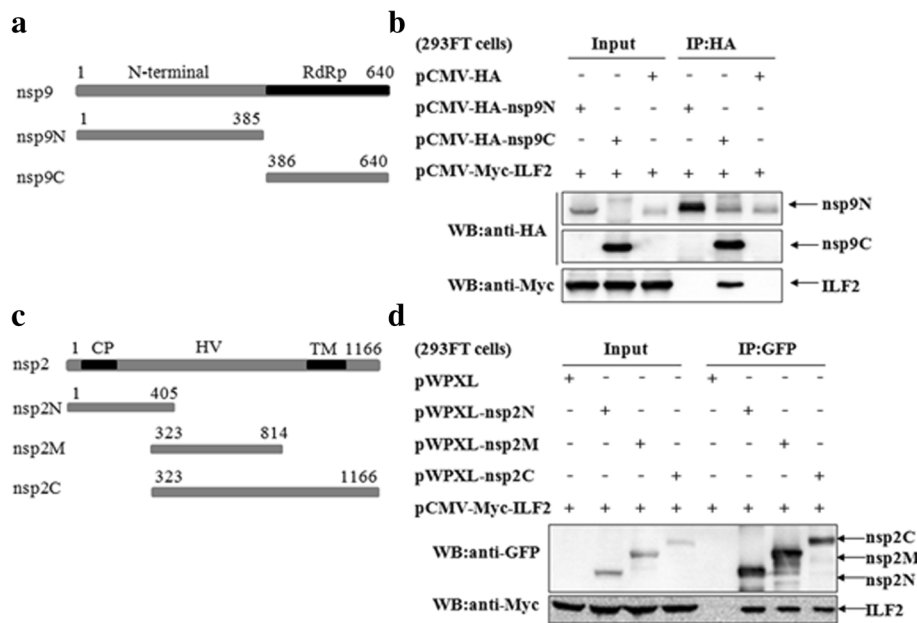 a
1 N-terminal RdRp 640
nsp9
1 385
nsp9N
386 640
nsp9C
b
(293FT cells) Input IP:HA
pCMV-HA - - + - - +
pCMV-HA-nsp9N + - - + - -
pCMV-HA-nsp9C - + - - + -
pCMV-Myc-ILF2 + + + + + +
WB:anti-HA
nsp9N
nsp9C
WB:anti-Myc ILF2
c
1 CP HV TM 1166
nsp2
1 405
nsp2N
323 814
nsp2M
323 1166
nsp2C
d
(293FT cells) Input IP:GFP
pWPXL + - - - + - - -
pWPXL-nsp2N - + - - - + - -
pWPXL-nsp2M - - + - - - + -
pWPXL-nsp2C - - - + - - - +
pCMV-Myc-ILF2 + + + + + + + +
WB:anti-GFP
nsp2C
nsp2M
nsp2N
WB:anti-Myc ILF2